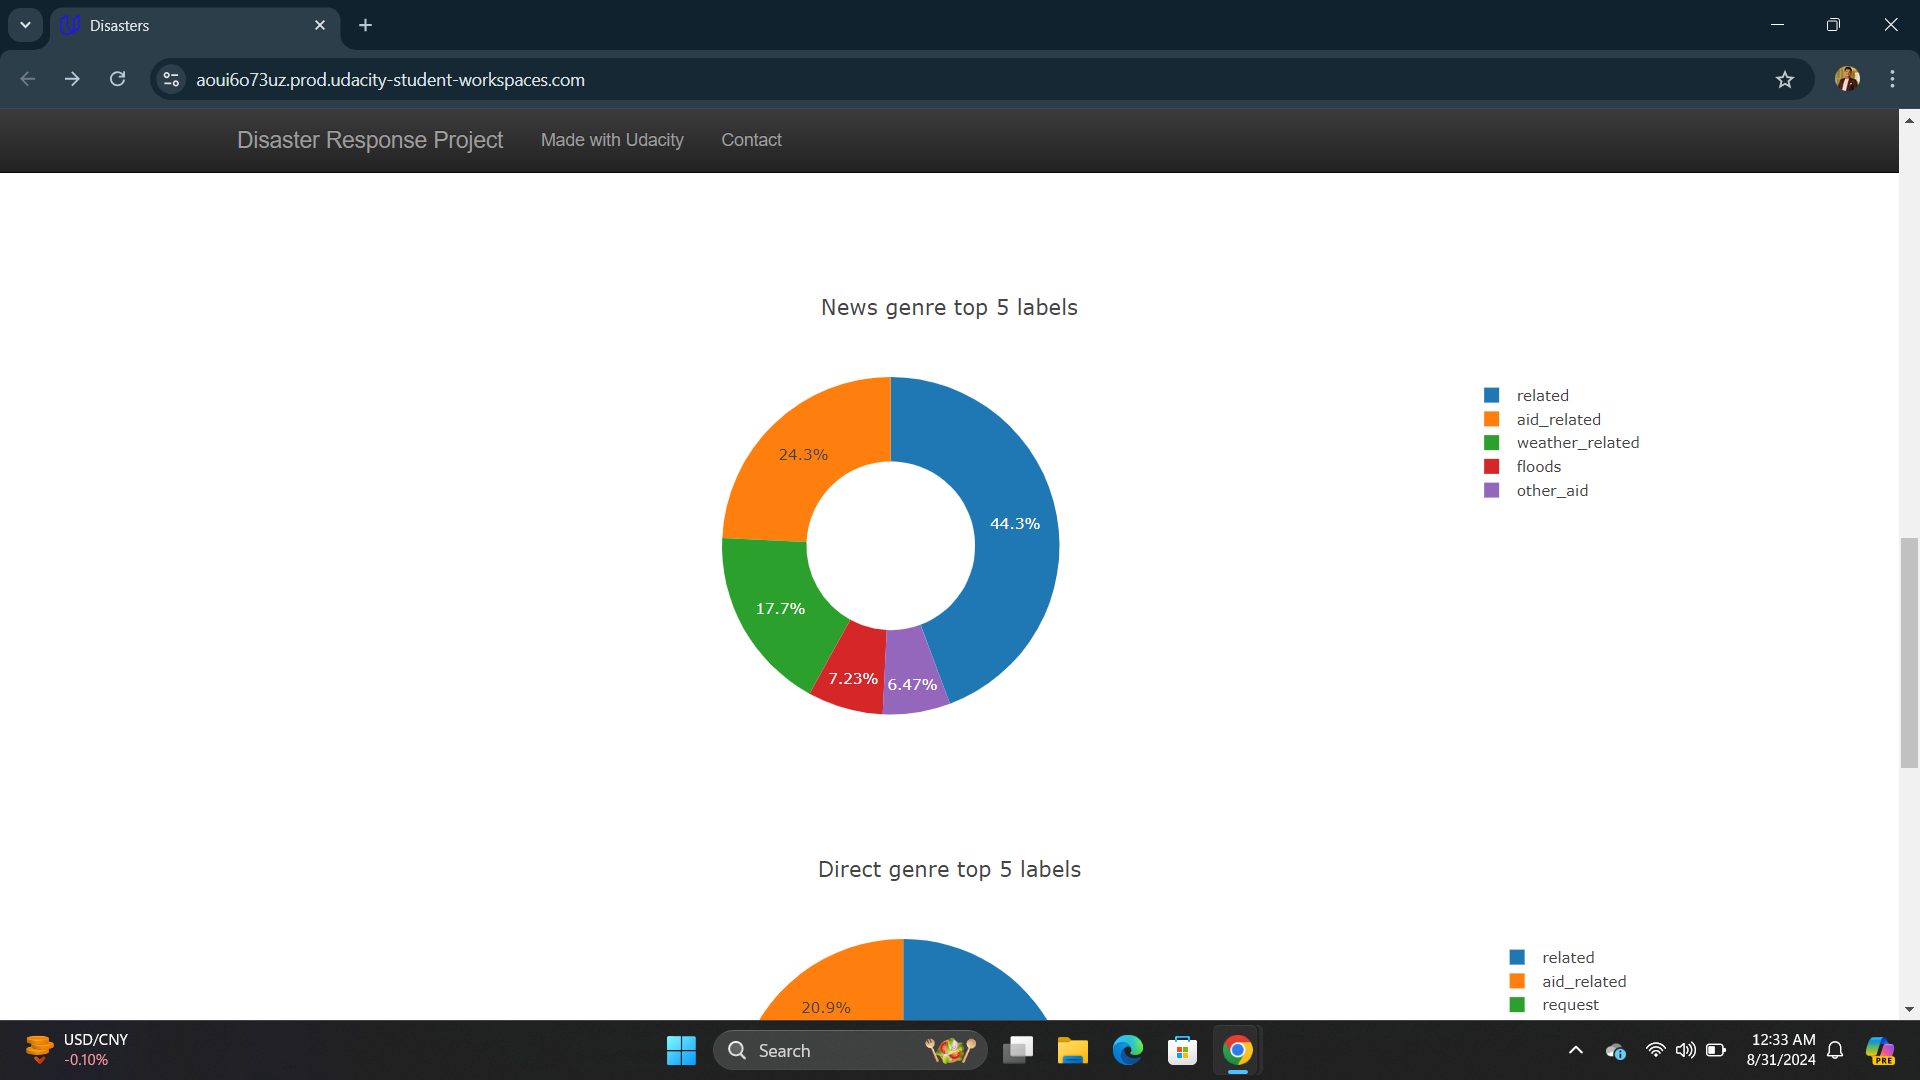 Disasters
aoui6o73uz.prod.udacity-student-workspaces.com
Disaster Response Project Made with Udacity Contact
News genre top 5 labels
related
aid_related
weather_related
floods
other_aid
24.3%
44.3%
17.7%
7.23%
6.47%
Direct genre top 5 labels
related
aid_related
request
20.9%
USD/CNY
-0.10%
Search
12:33 AM
8/31/2024
PRE